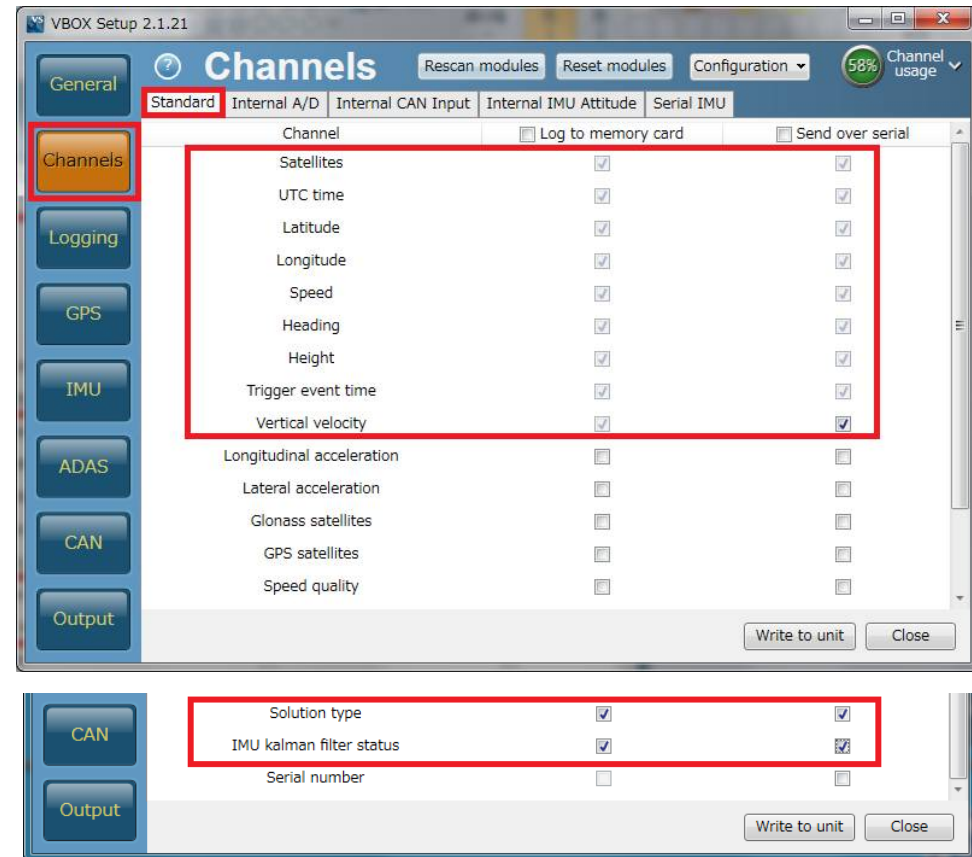 VBOX Setup 2.1.21
General
Channels
Logging
GPS
IMU
ADAS
CAN
Output
? Channels Rescan modules Reset modules Configuration 58% Channel usage
Standard Internal A/D Internal CAN Input Internal IMU Attitude Serial IMU
Channel Log to memory card Send over serial
Satellites
UTC time
Latitude
Longitude
Speed
Heading
Height
Trigger event time
Vertical velocity
Longitudinal acceleration
Lateral acceleration
Glonass satellites
GPS satellites
Speed quality
Write to unit Close
CAN
Output
Solution type
IMU kalman filter status
Serial number
Write to unit Close